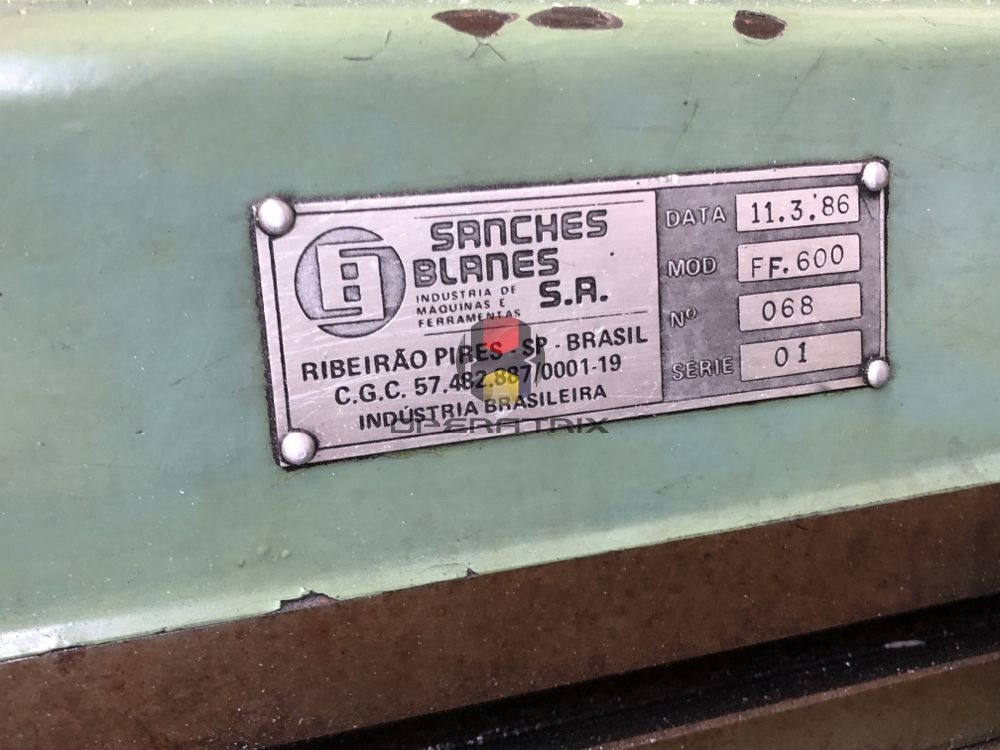 SANCHES
BLANES
S.A.
INDUSTRIA DE
MÁQUINAS E
FERRAMENTAS
RIBEIRÃO PIRES - SP - BRASIL
C.G.C. 57.482.887/0001-19
INDÚSTRIA BRASILEIRA
DATA 11.3.86
MOD FF.600
Nº 068
SÉRIE 01
OPERATRIX